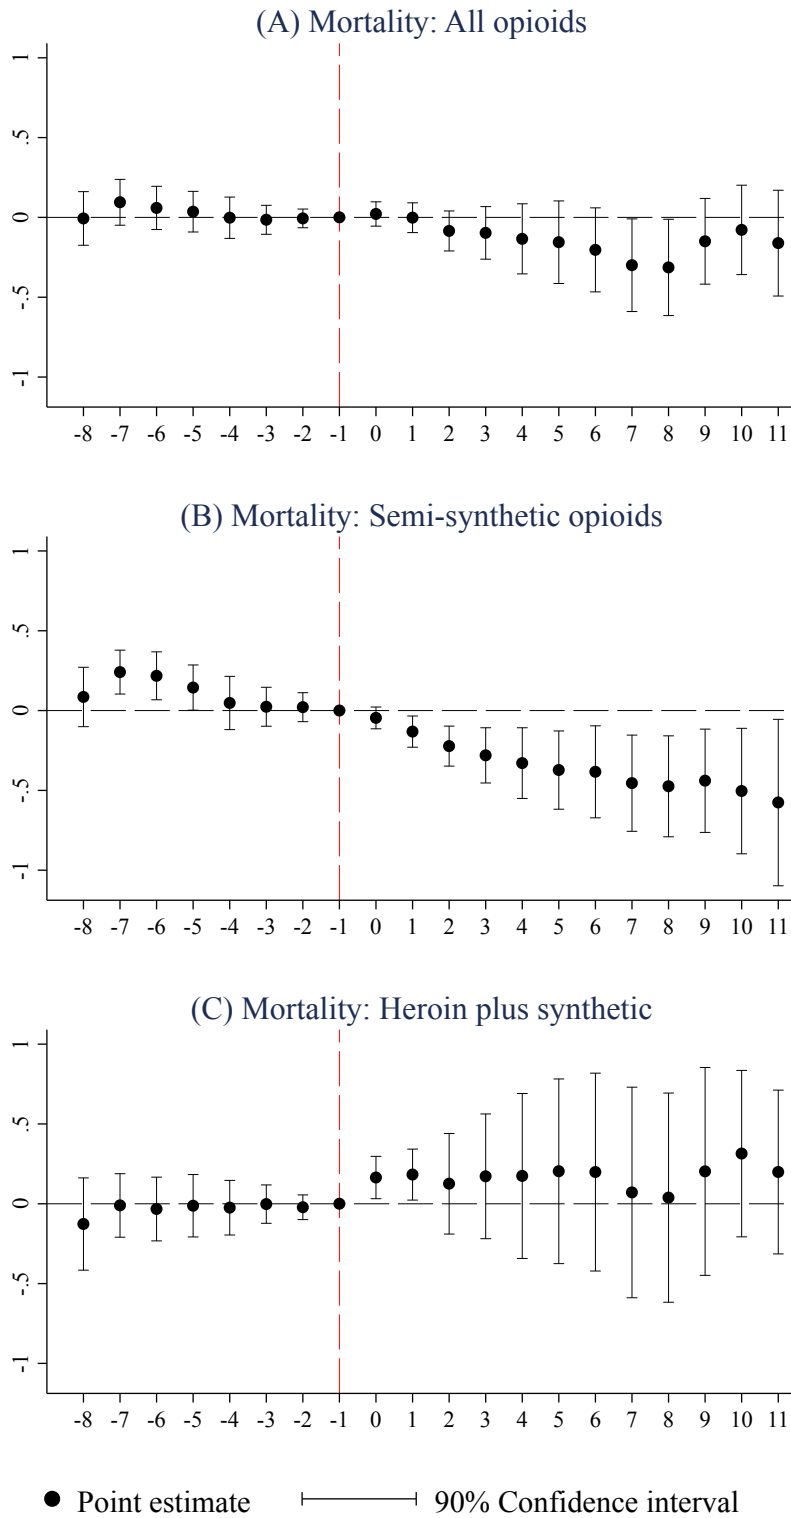 (A) Mortality: All opioids
1
.5
0
-.5
-1
-8 -7 -6 -5 -4 -3 -2 -1 0 1 2 3 4 5 6 7 8 9 10 11
(B) Mortality: Semi-synthetic opioids
1
.5
0
-.5
-1
-8 -7 -6 -5 -4 -3 -2 -1 0 1 2 3 4 5 6 7 8 9 10 11
(C) Mortality: Heroin plus synthetic
1
.5
0
-.5
-1
-8 -7 -6 -5 -4 -3 -2 -1 0 1 2 3 4 5 6 7 8 9 10 11
Point estimate 90% Confidence interval